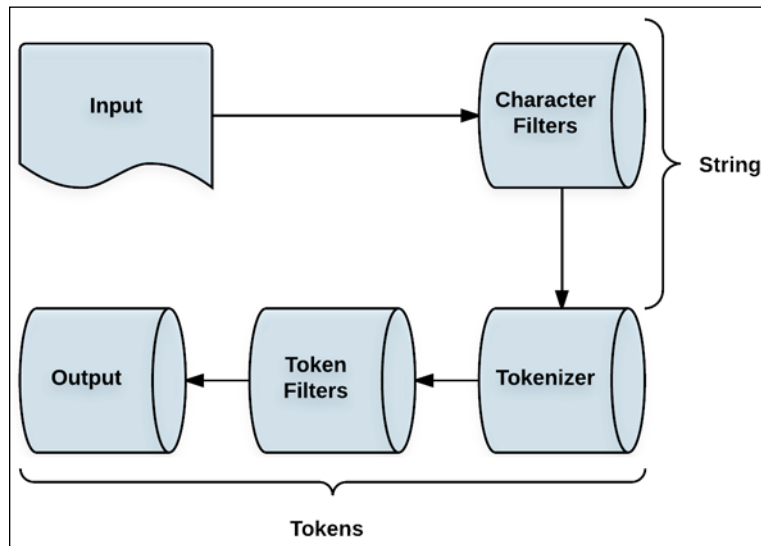 Input
Character
Filters
String
Output
Token
Filters
Tokenizer
Tokens